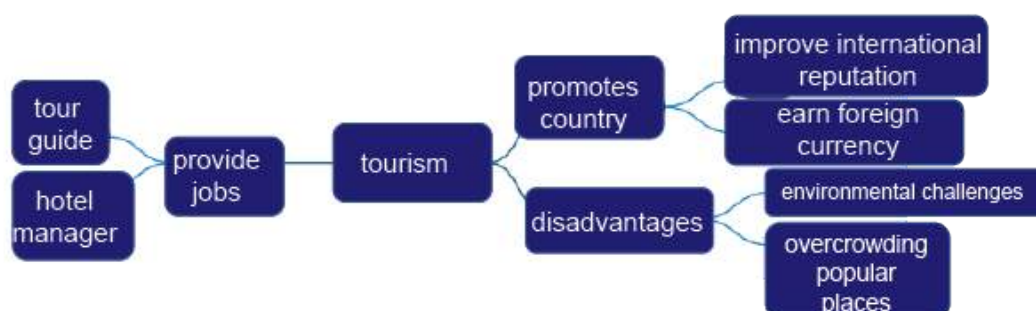 tour
guide
hotel
manager
provide
jobs
tourism
promotes
country
improve international
reputation
earn foreign
currency
disadvantages
environmental challenges
overcrowding
popular
places